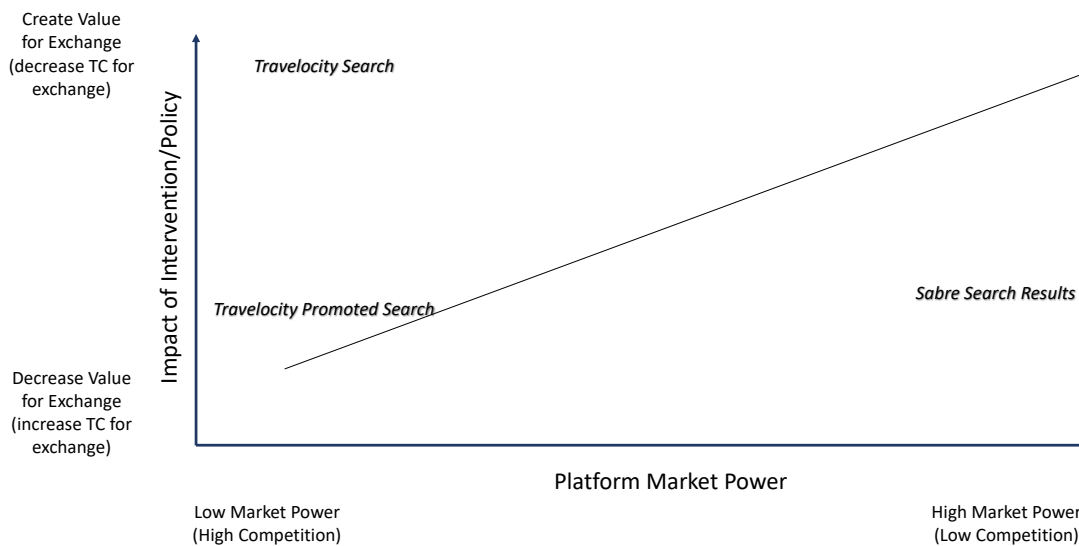 Create Value
for Exchange
(decrease TC for
exchange)
Travelocity Search
Impact of Intervention/Policy
Travelocity Promoted Search
Sabre Search Results
Decrease Value
for Exchange
(increase TC for
exchange)
Platform Market Power
Low Market Power
(High Competition)
High Market Power
(Low Competition)